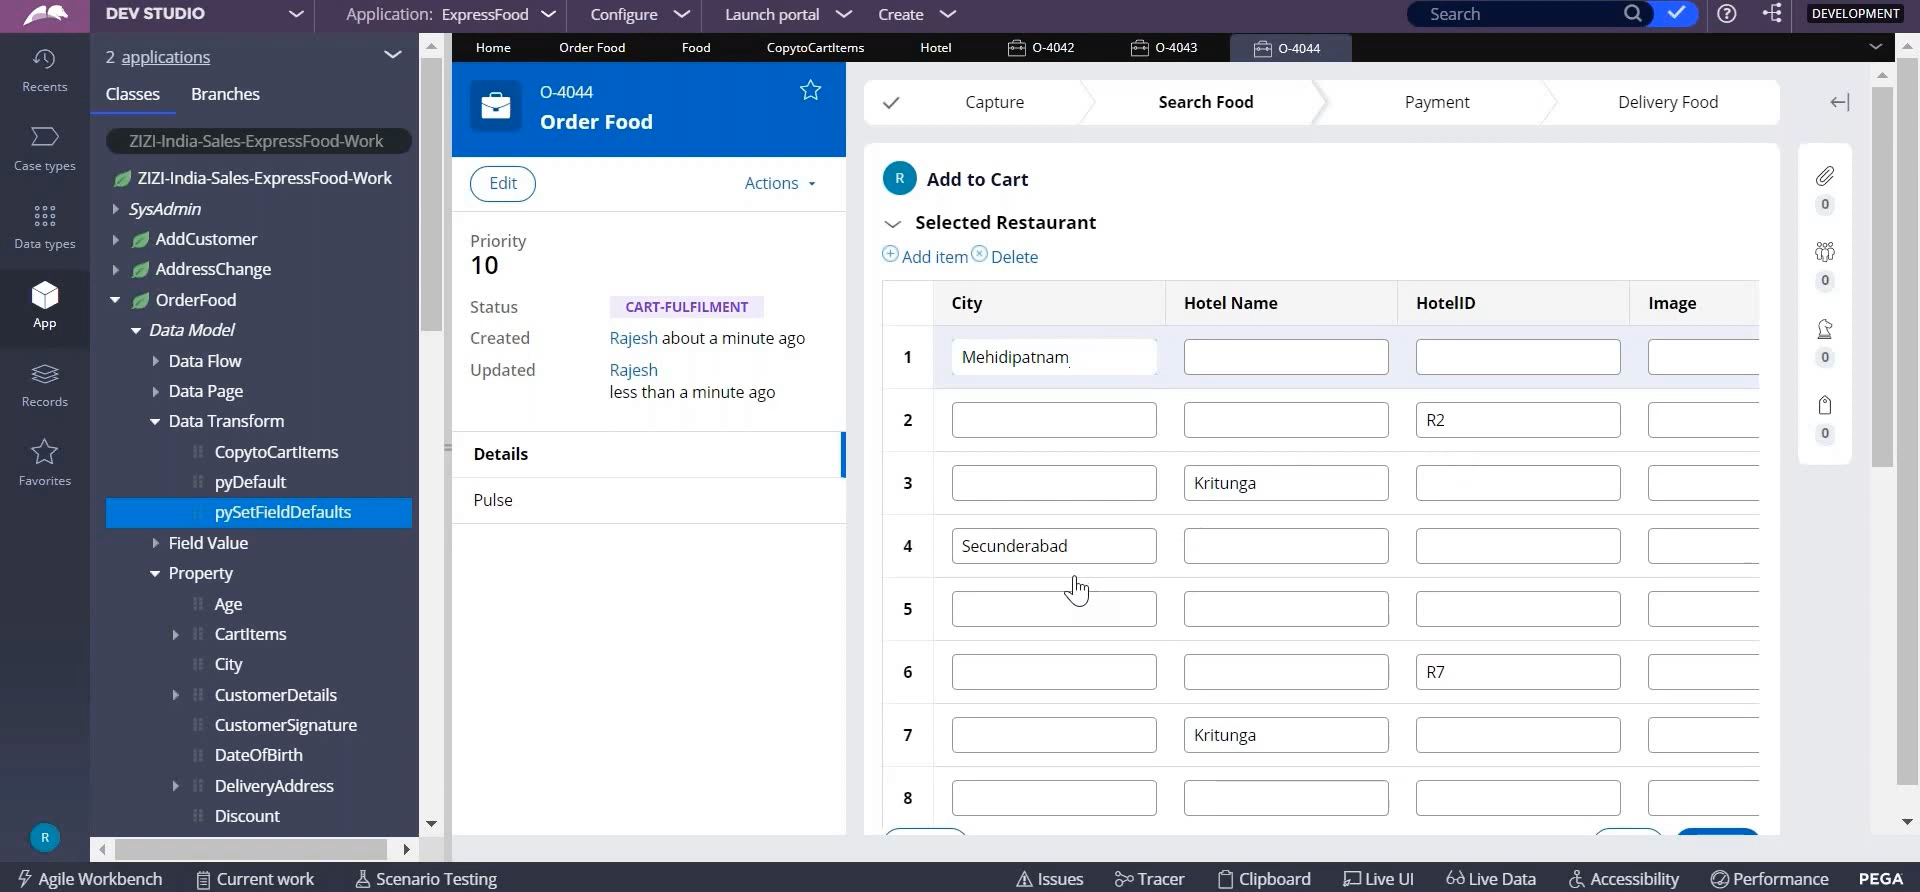 DEV STUDIO
Application: ExpressFood
Configure
Launch portal
Create
Search
DEVELOPMENT
Recents
Case types
Data types
App
Records
Favorites
R
2 applications
Classes
Branches
ZIZI-India-Sales-ExpressFood-Work
ZIZI-India-Sales-ExpressFood-Work
SysAdmin
AddCustomer
AddressChange
OrderFood
Data Model
Data Flow
Data Page
Data Transform
CopytoCartItems
pyDefault
pySetFieldDefaults
Field Value
Property
Age
CartItems
City
CustomerDetails
CustomerSignature
DateOfBirth
DeliveryAddress
Discount
Home
Order Food
Food
CopytoCartItems
Hotel
O-4042
O-4043
O-4044
O-4044
Order Food
Edit
Actions
Priority
10
Status
CART-FULFILMENT
Created
Rajesh about a minute ago
Updated
Rajesh
less than a minute ago
Details
Pulse
Capture
Search Food
Payment
Delivery Food
R
Add to Cart
Selected Restaurant
Add item Delete
City
Hotel Name
HotelID
Image
1
Mehidipatnam
2
R2
3
Kritunga
4
Secunderabad
5
6
R7
7
Kritunga
8
0
0
0
0
Agile Workbench
Current work
Scenario Testing
Issues
Tracer
Clipboard
Live UI
Live Data
Accessibility
Performance
PEGA